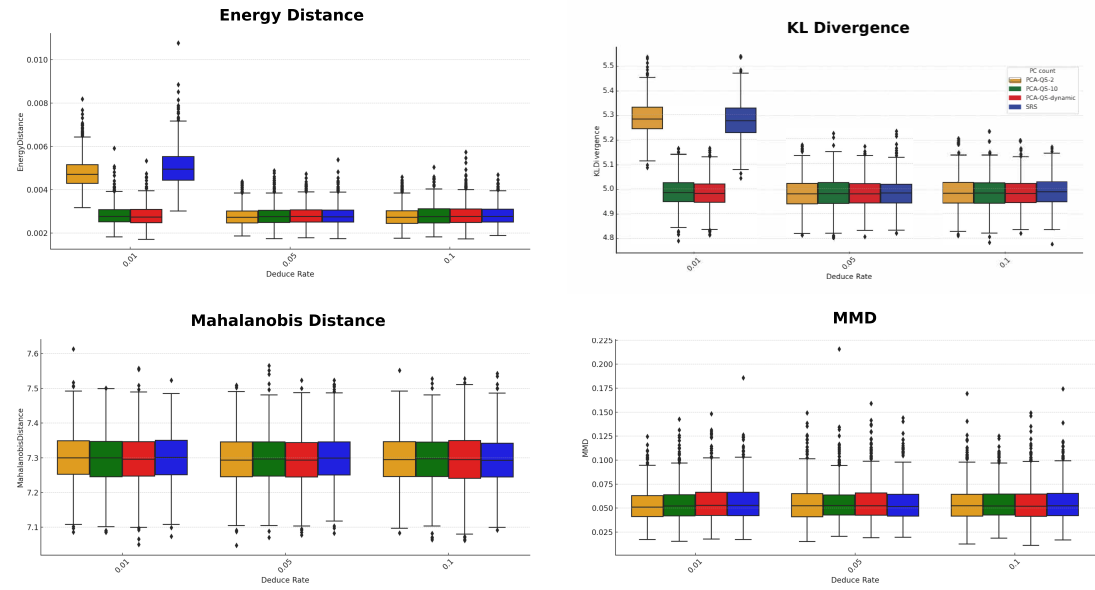 Energy Distance
0.010
0.008
0.006
0.004
0.002
EnergyDistance
0.01
0.05
0.1
Deduce Rate
KL Divergence
5.5
5.4
5.3
5.2
5.1
5.0
4.9
4.8
KLDivergence
PC count
PCA-QS-2
PCA-QS-10
PCA-QS-dynamic
SRS
0.01
0.05
0.1
Deduce Rate
Mahalanobis Distance
7.6
7.5
7.4
7.3
7.2
7.1
MahalanobisDistance
0.01
0.05
0.1
Deduce Rate
MMD
0.225
0.200
0.175
0.150
0.125
0.100
0.075
0.050
0.025
MMD
0.01
0.05
0.1
Deduce Rate